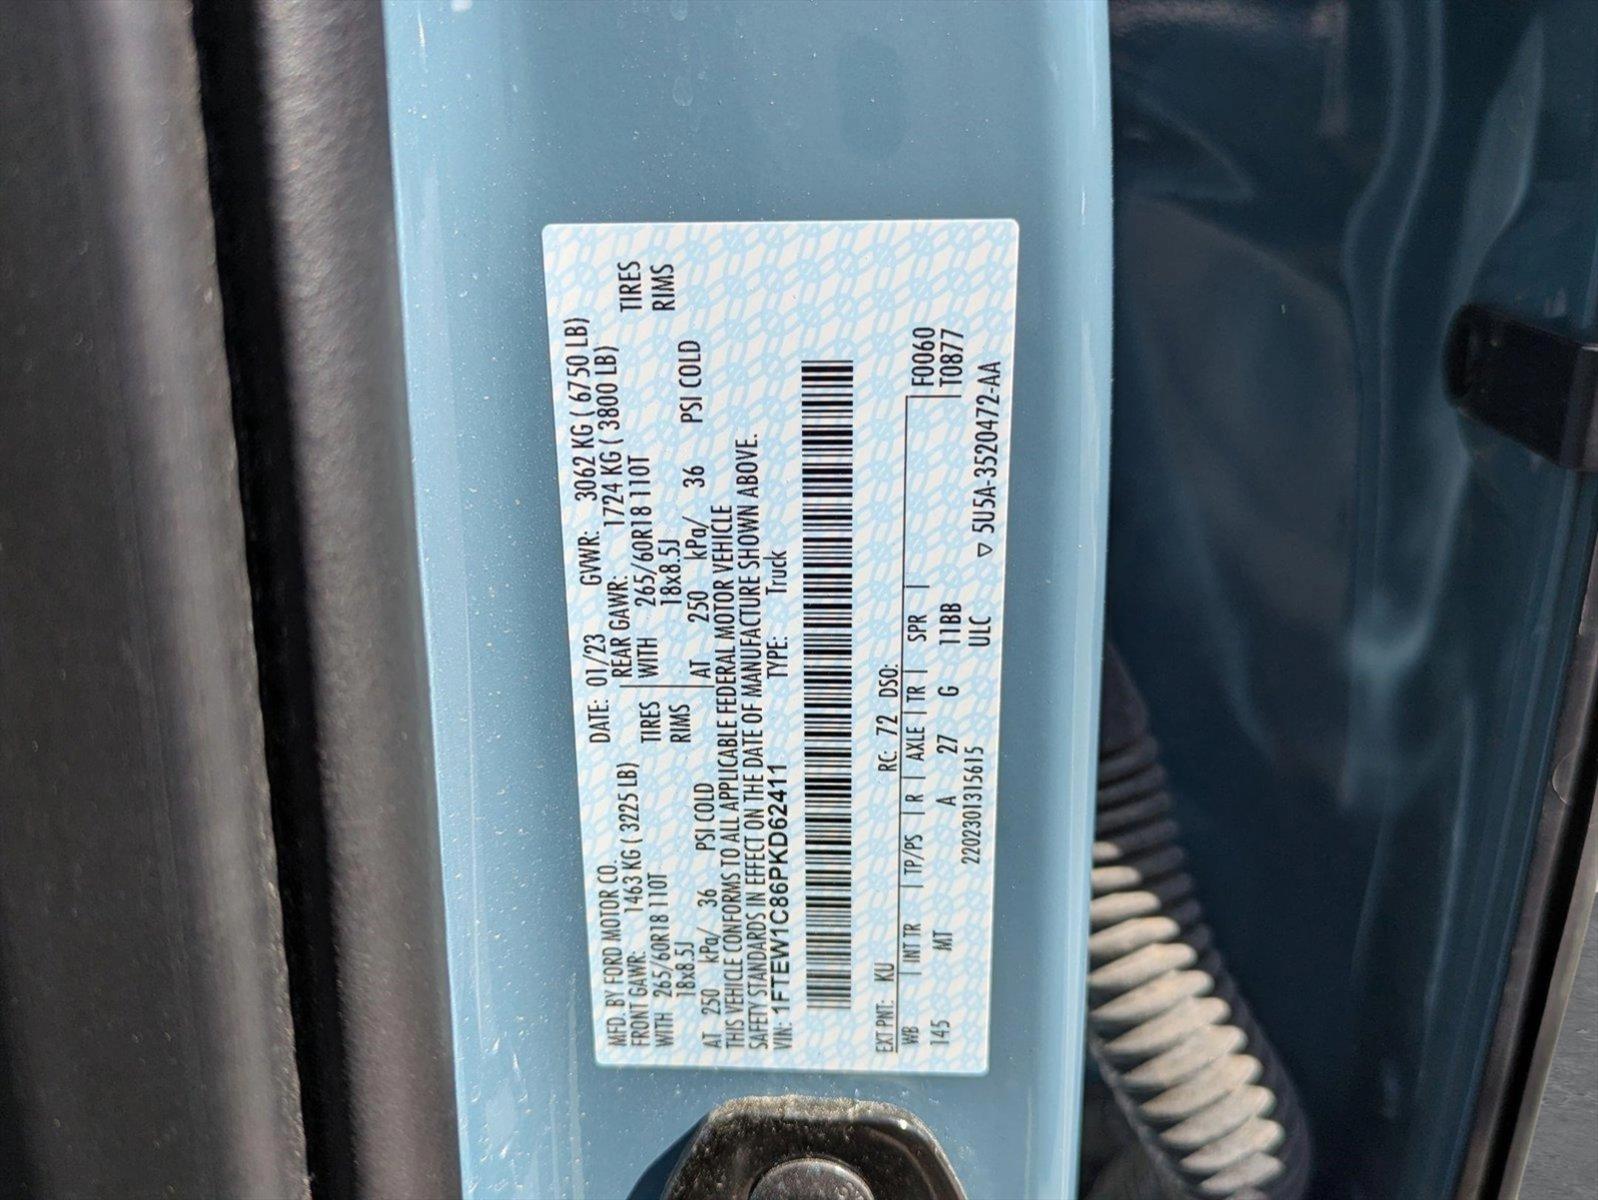 MFD. BY FORD MOTOR CO. DATE: 01/23 GVWR: 3062 KG ( 6750 LB)
FRONT GAWR: 1463 KG ( 3225 LB) REAR GAWR: 1724 KG ( 3800 LB)
WITH 265/60R18 110T TIRES WITH 265/60R18 110T TIRES
18x8.5J RIMS 18x8.5J RIMS
AT 250 kPa/ 36 PSI COLD AT 250 kPa/ 36 PSI COLD
THIS VEHICLE CONFORMS TO ALL APPLICABLE FEDERAL MOTOR VEHICLE
SAFETY STANDARDS IN EFFECT ON THE DATE OF MANUFACTURE SHOWN ABOVE.
VIN: 1FTEW1C86PKD62411 TYPE: Truck
EXT PNT: KU RC: 72 DSO:
WB | INT TR | TP/PS | R | AXLE | TR | SPR | F0060
145 MT A 27 G 11BB T0877
2202301315615 ULC ▽ 5U5A-3520472-AA